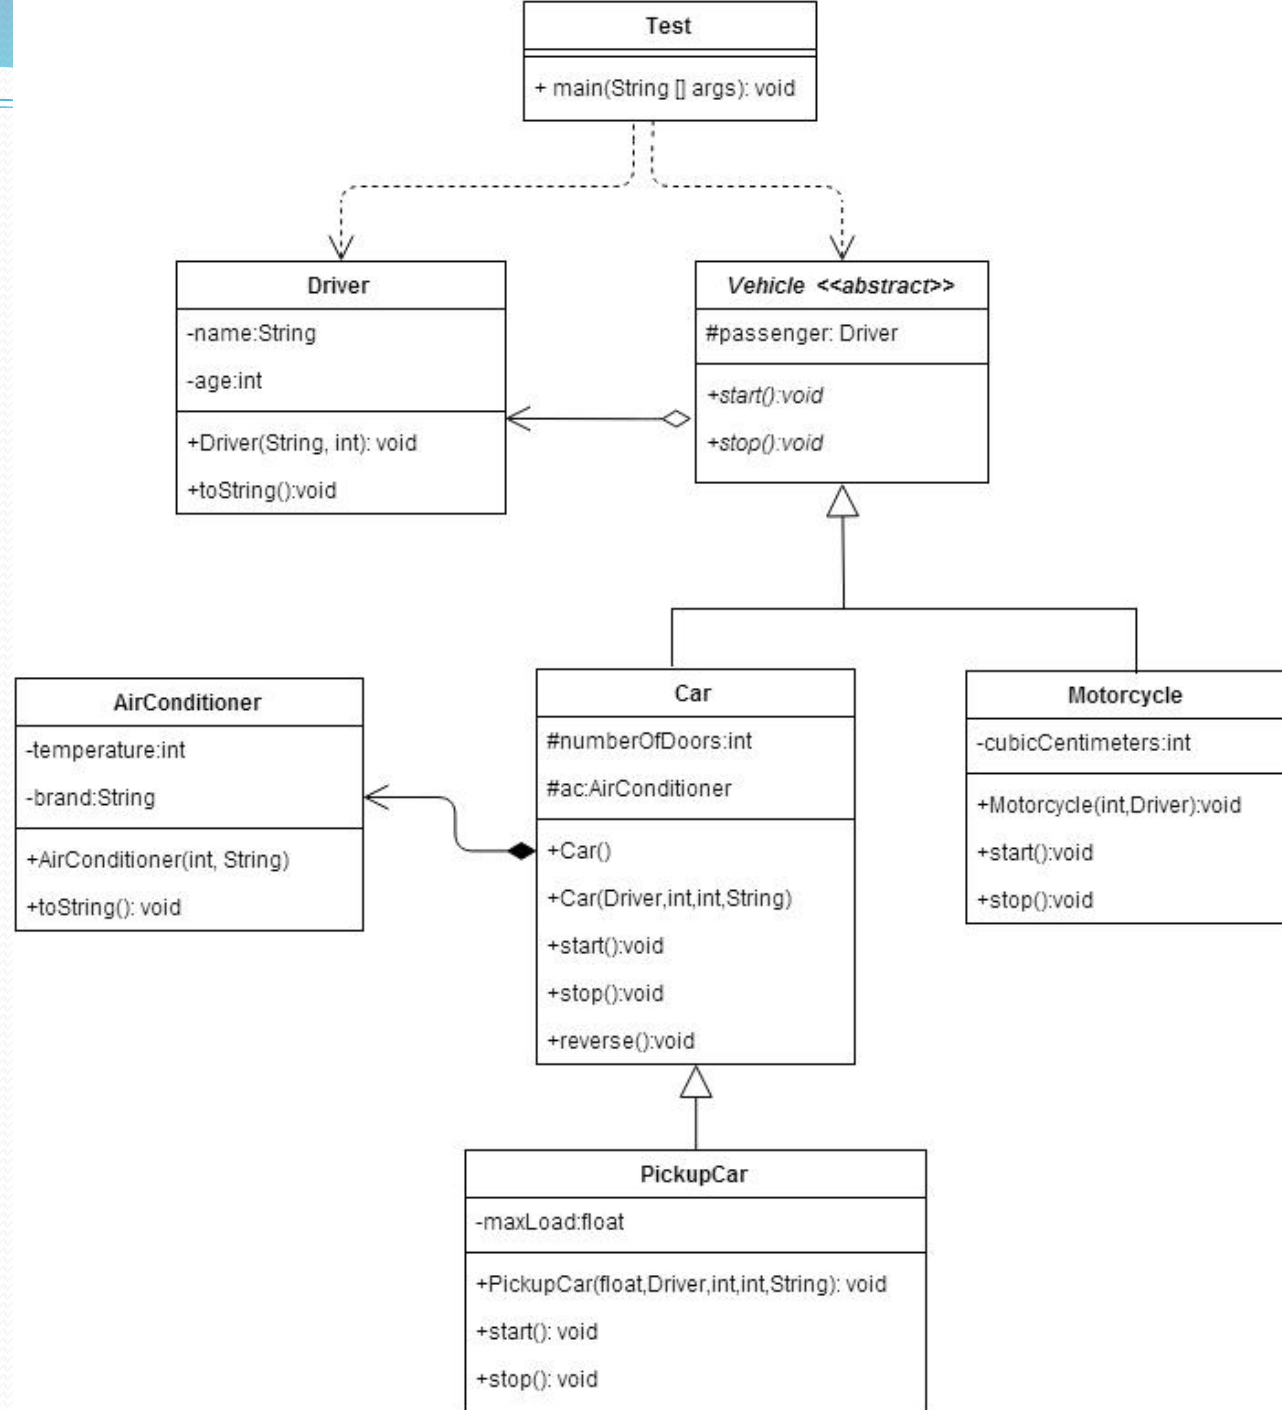 Test
+ main(String [] args): void
Driver
-name:String
-age:int
+Driver(String, int): void
+toString():void
Vehicle <<abstract>>
#passenger: Driver
+start():void
+stop():void
AirConditioner
-temperature:int
-brand:String
+AirConditioner(int, String)
+toString(): void
Car
#numberOfDoors:int
#ac:AirConditioner
+Car()
+Car(Driver,int,int,String)
+start():void
+stop():void
+reverse():void
Motorcycle
-cubicCentimeters:int
+Motorcycle(int,Driver):void
+start():void
+stop():void
PickupCar
-maxLoad:float
+PickupCar(float,Driver,int,int,String): void
+start(): void
+stop(): void